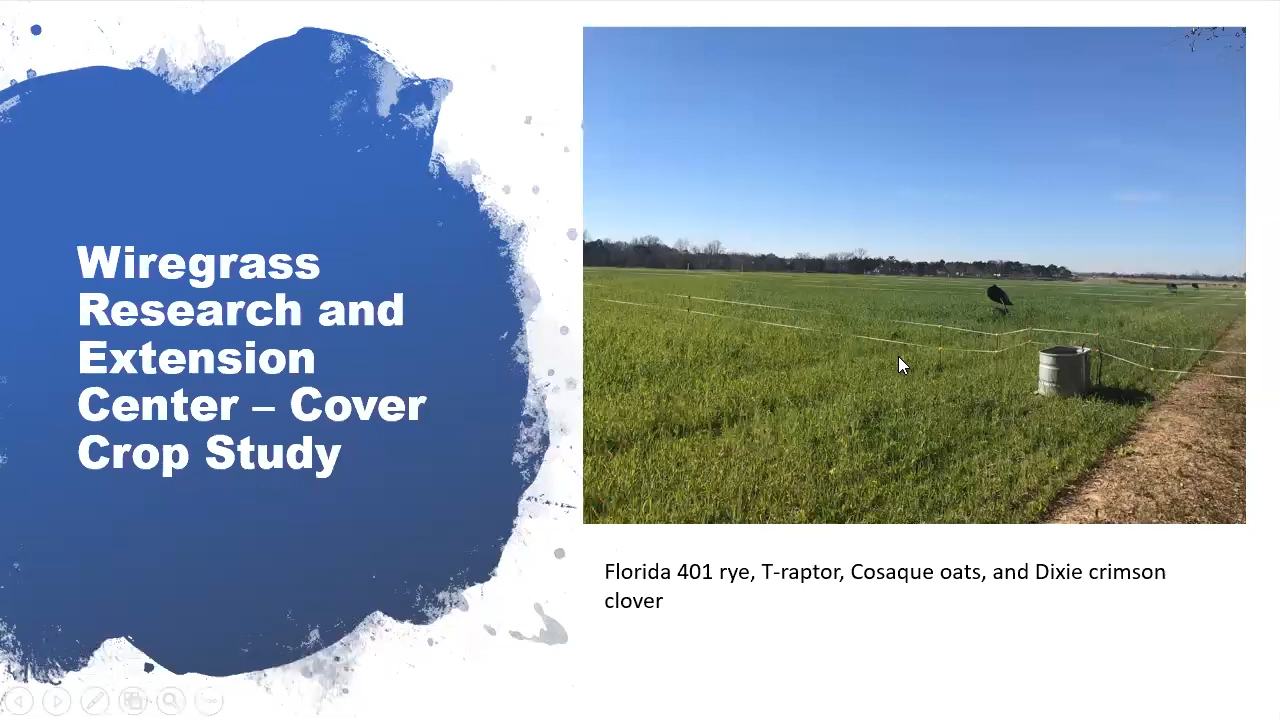 Wiregrass
Research and
Extension
Center – Cover
Crop Study
Florida 401 rye, T-raptor, Cosaque oats, and Dixie crimson
clover